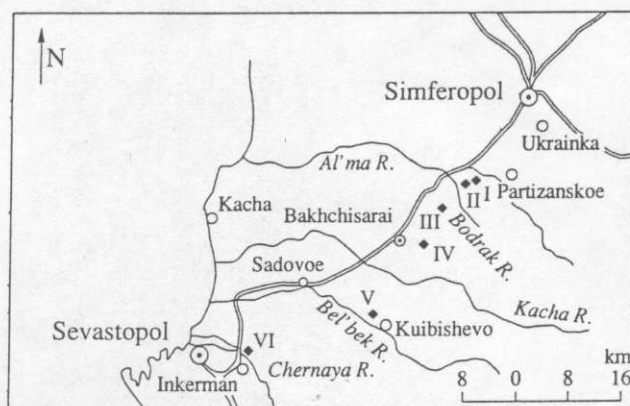 N
Simferopol
Ukrainka
Al'ma R.
I Partizanskoe
II
Kacha
Bakhchisarai
III
Bodrak R.
IV
Sadovoe
Kacha R.
V
Bel'bek R.
Kuibishevo
Sevastopol
VI
Inkerman
Chernaya R.
km
8 0 8 16